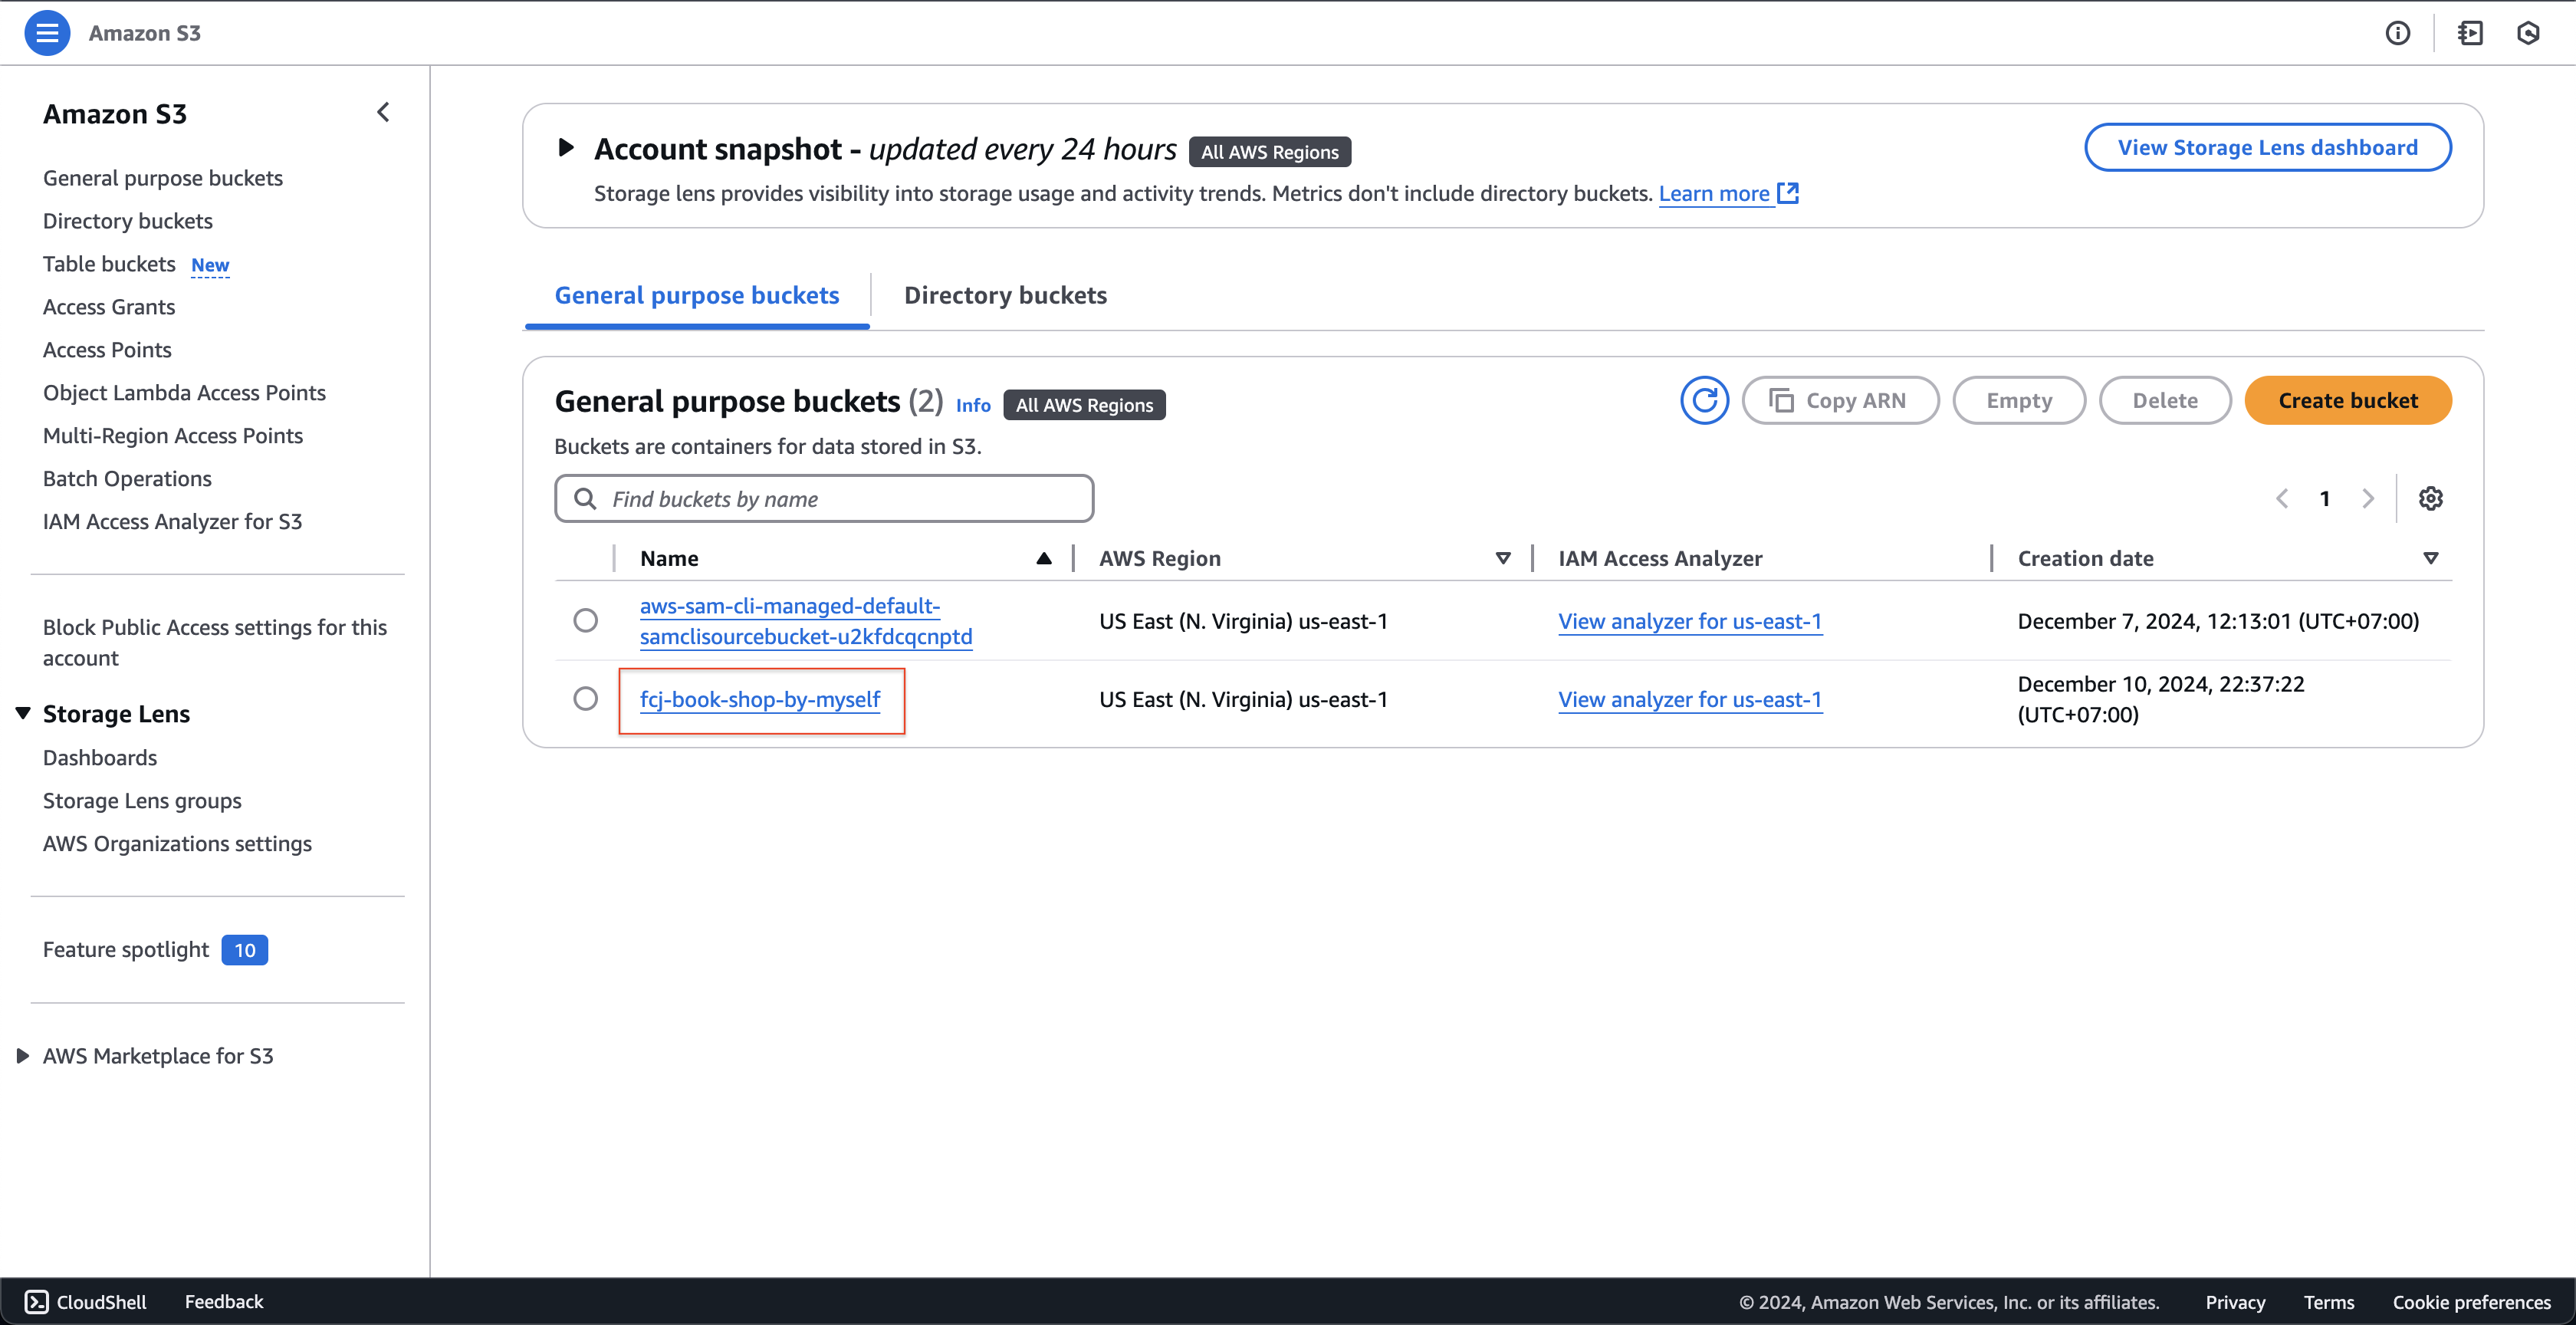 Amazon S3
Amazon S3
General purpose buckets
Directory buckets
Table buckets New
Access Grants
Access Points
Object Lambda Access Points
Multi-Region Access Points
Batch Operations
IAM Access Analyzer for S3
Block Public Access settings for this
account
Storage Lens
Dashboards
Storage Lens groups
AWS Organizations settings
Feature spotlight 10
AWS Marketplace for S3
Account snapshot - updated every 24 hours All AWS Regions
View Storage Lens dashboard
Storage lens provides visibility into storage usage and activity trends. Metrics don't include directory buckets. Learn more
General purpose buckets Directory buckets
General purpose buckets (2) Info All AWS Regions
Copy ARN Empty Delete Create bucket
Buckets are containers for data stored in S3.
Find buckets by name
1
Name AWS Region IAM Access Analyzer Creation date
aws-sam-cli-managed-default-
samclisourcebucket-u2kfdcqcnptd
US East (N. Virginia) us-east-1 View analyzer for us-east-1 December 7, 2024, 12:13:01 (UTC+07:00)
fcj-book-shop-by-myself US East (N. Virginia) us-east-1 View analyzer for us-east-1
December 10, 2024, 22:37:22
(UTC+07:00)
CloudShell Feedback © 2024, Amazon Web Services, Inc. or its affiliates. Privacy Terms Cookie preferences